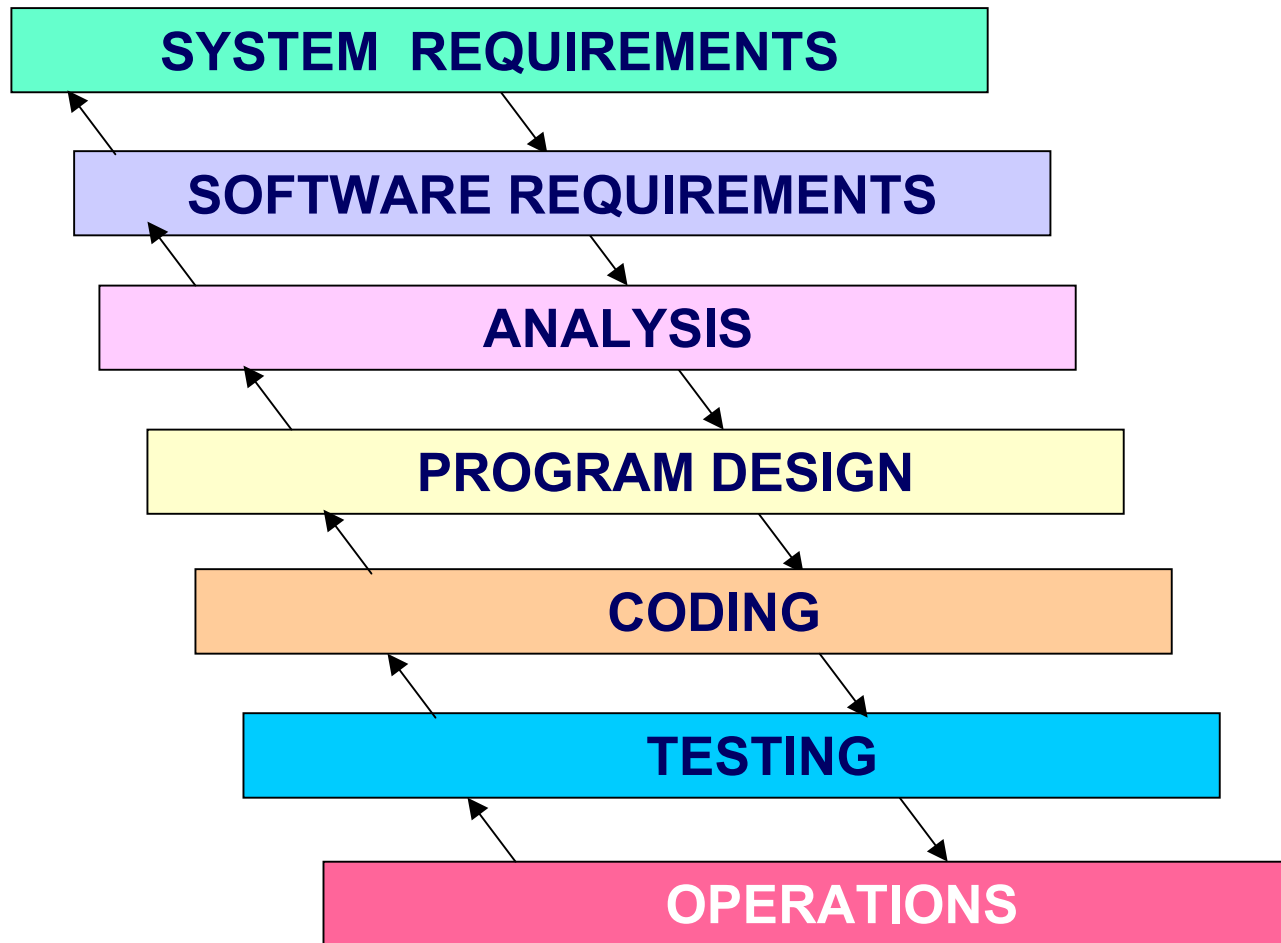 SYSTEM REQUIREMENTS
SOFTWARE REQUIREMENTS
ANALYSIS
PROGRAM DESIGN
CODING
TESTING
OPERATIONS